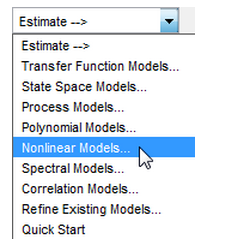 Estimate -->
Estimate -->
Transfer Function Models...
State Space Models...
Process Models...
Polynomial Models...
Nonlinear Models...
Spectral Models...
Correlation Models...
Refine Existing Models...
Quick Start